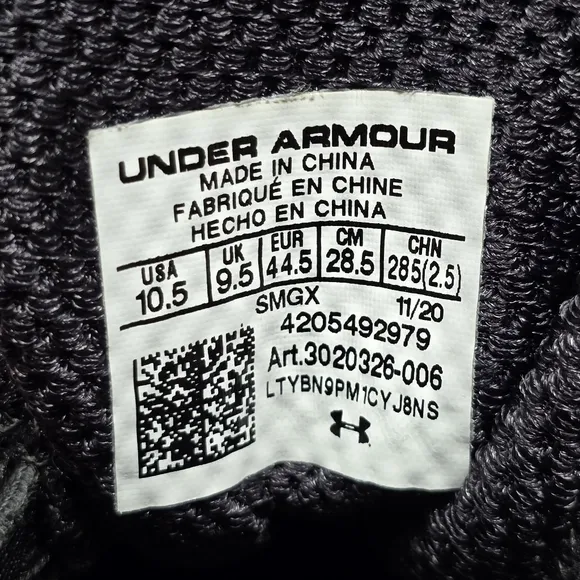 UNDER ARMOUR
MADE IN CHINA
FABRIQUÉ EN CHINE
HECHO EN CHINA
USA UK EUR CM CHN
10.5 9.5 44.5 28.5 285(2.5)
SMGX 11/20
4205492979
Art.3020326-006
LTYBN9PM1CYJ8NS